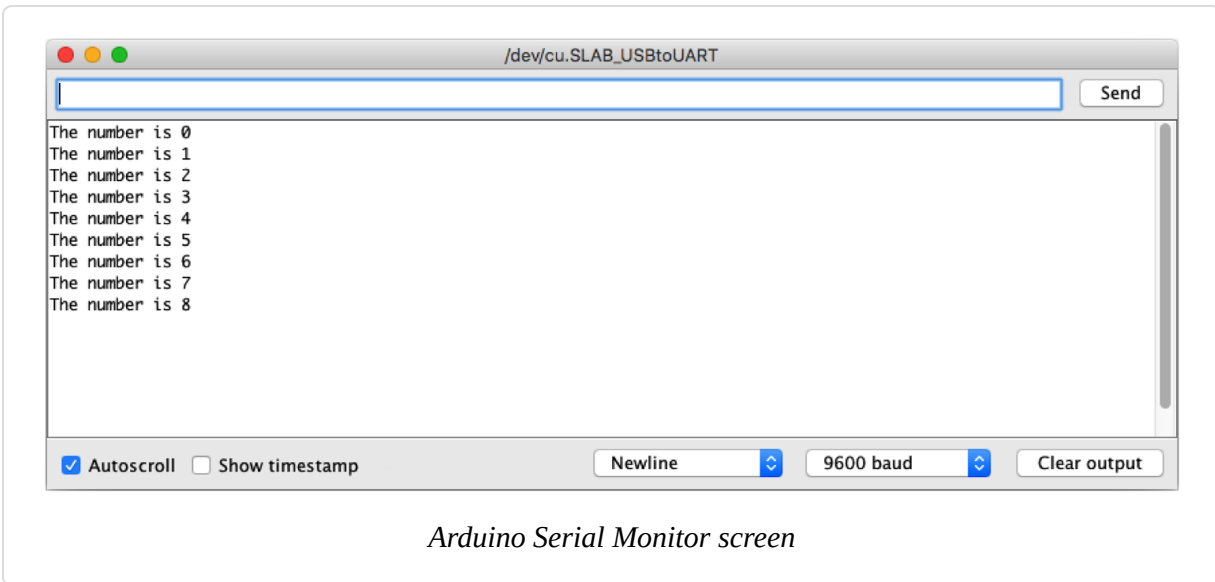 /dev/cu.SLAB_USBtoUART
Send
The number is 0
The number is 1
The number is 2
The number is 3
The number is 4
The number is 5
The number is 6
The number is 7
The number is 8
Autoscroll Show timestamp Newline 9600 baud Clear output
Arduino Serial Monitor screen